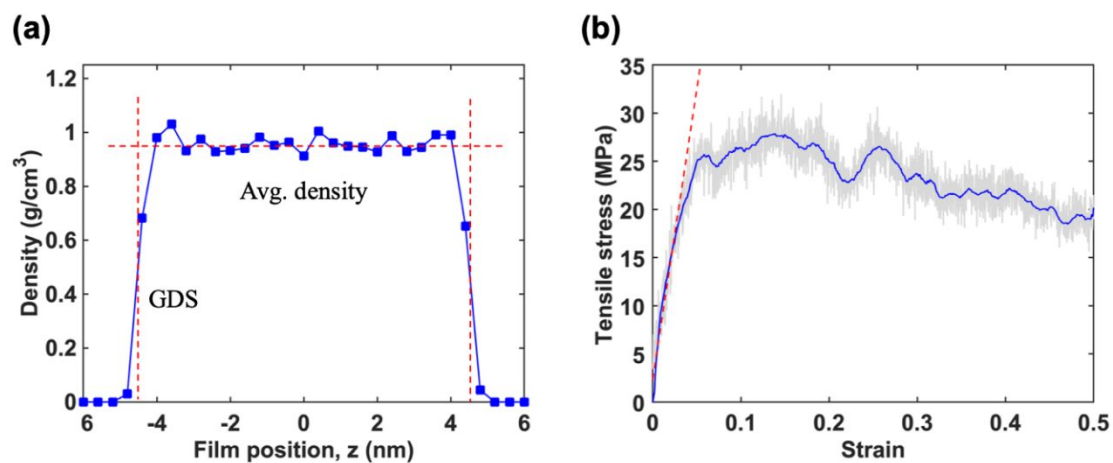 (a)
1.2
1
0.8
0.6
0.4
0.2
0
Density (g/cm3)
Avg. density
GDS
6 -4 -2 0 2 4 6
Film position, z (nm)
(b)
35
30
25
20
15
10
5
0
Tensile stress (MPa)
0 0.1 0.2 0.3 0.4 0.5
Strain